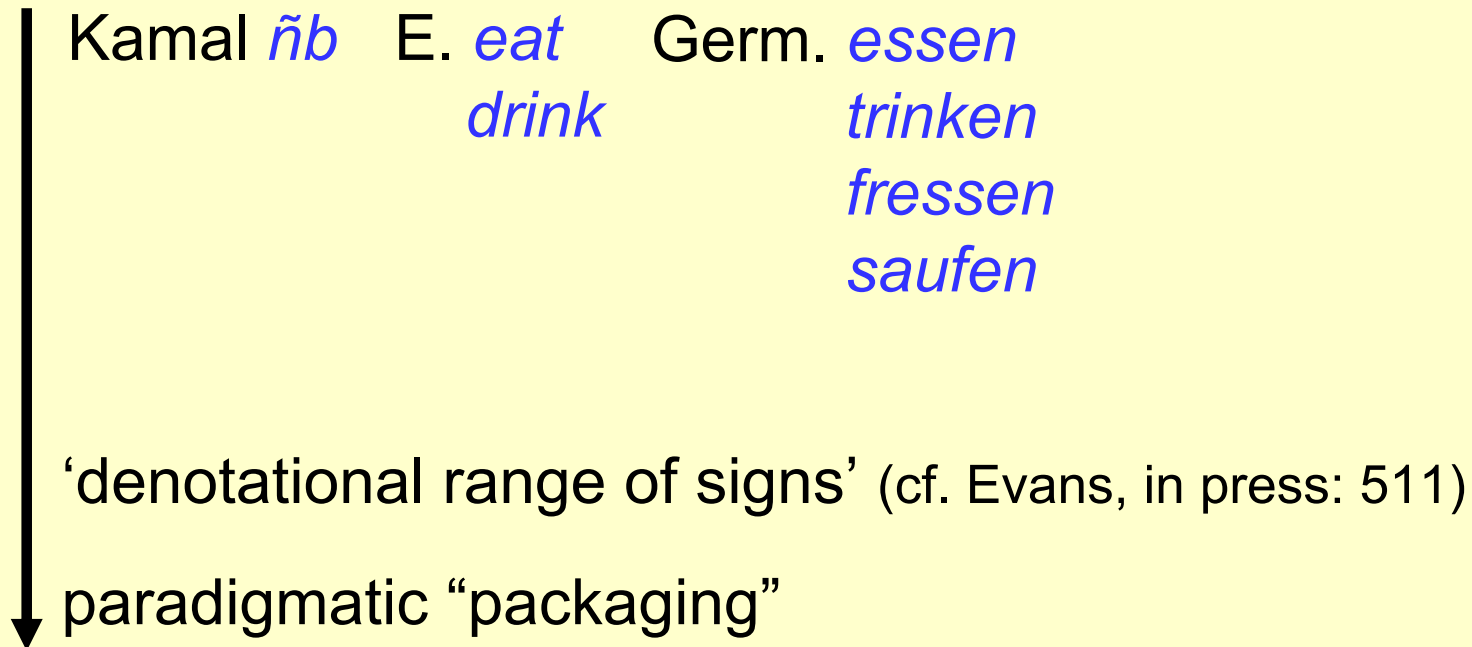 Kamal ñb E. eat Germ. essen
drink trinken
fressen
saufen
‘denotational range of signs’ (cf. Evans, in press: 511)
paradigmatic “packaging”